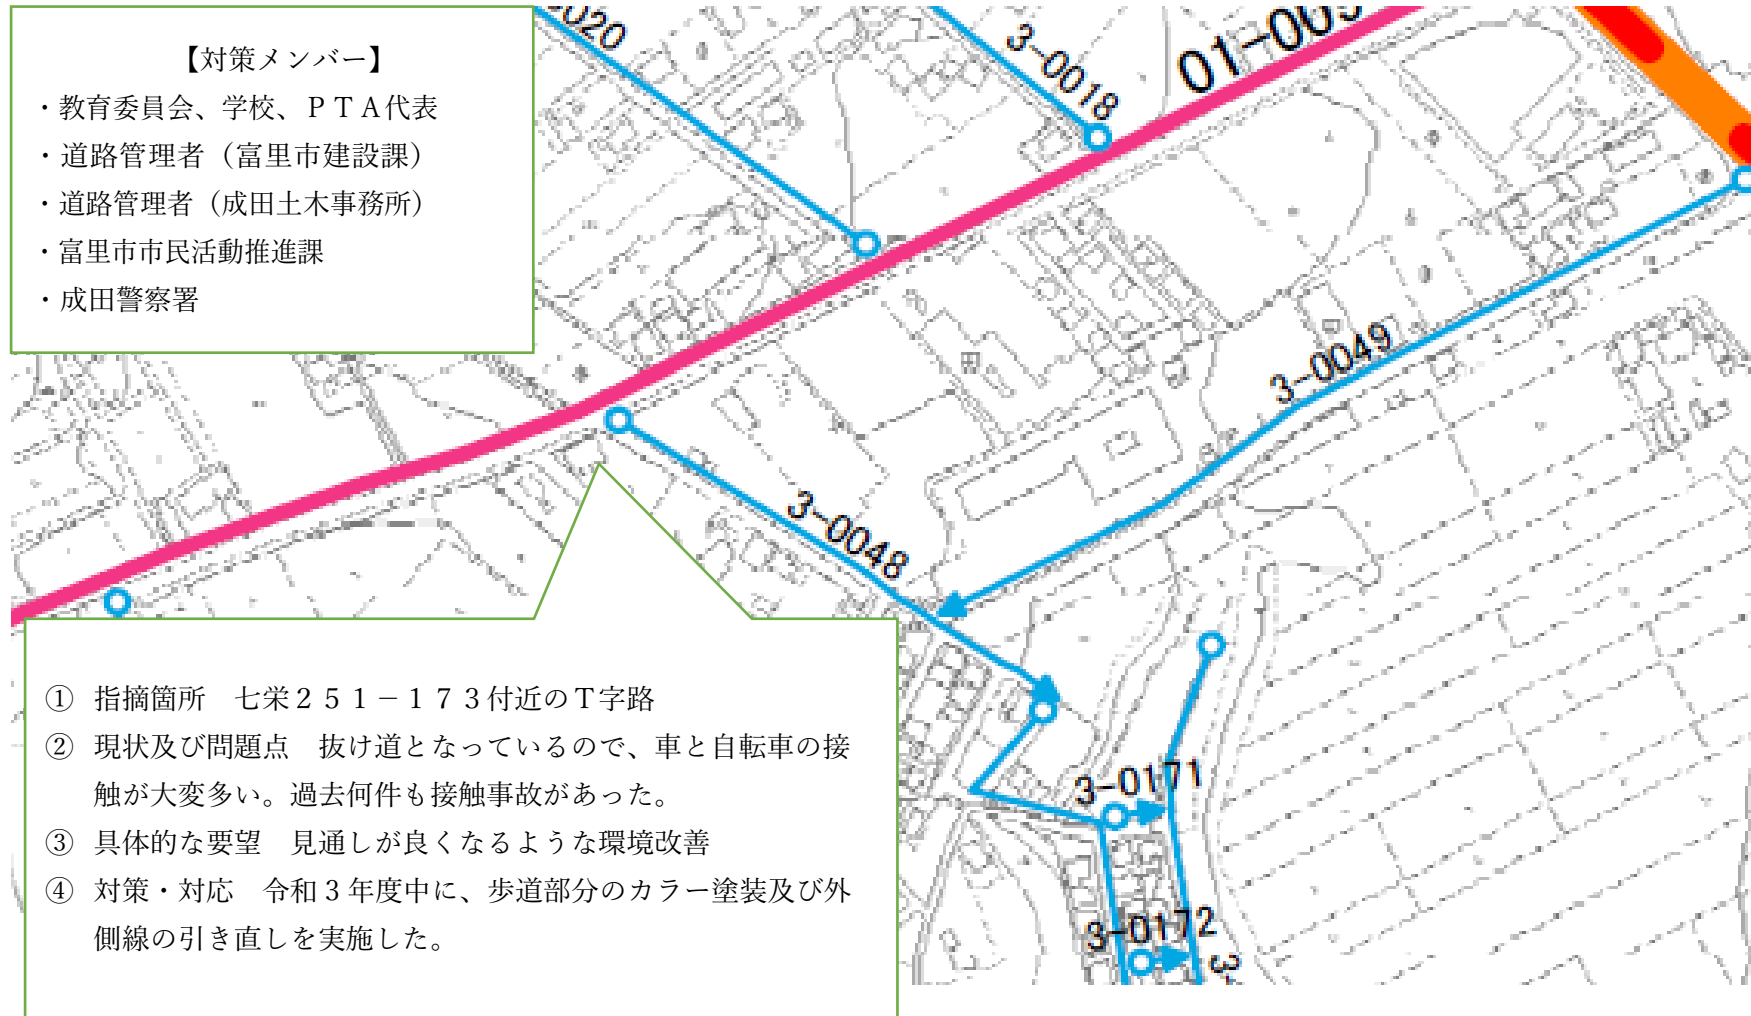 【対策メンバー】
・教育委員会、学校、ＰＴＡ代表
・道路管理者（富里市建設課）
・道路管理者（成田土木事務所）
・富里市市民活動推進課
・成田警察署
3-0018
3-0049
3-0048
① 指摘箇所　七栄２５１－１７３付近のＴ字路
② 現状及び問題点　抜け道となっているので、車と自転車の接
触が大変多い。過去何件も接触事故があった。
③ 具体的な要望　見通しが良くなるような環境改善
④ 対策・対応　令和３年度中に、歩道部分のカラー塗装及び外
側線の引き直しを実施した。
3-0171
3-0172